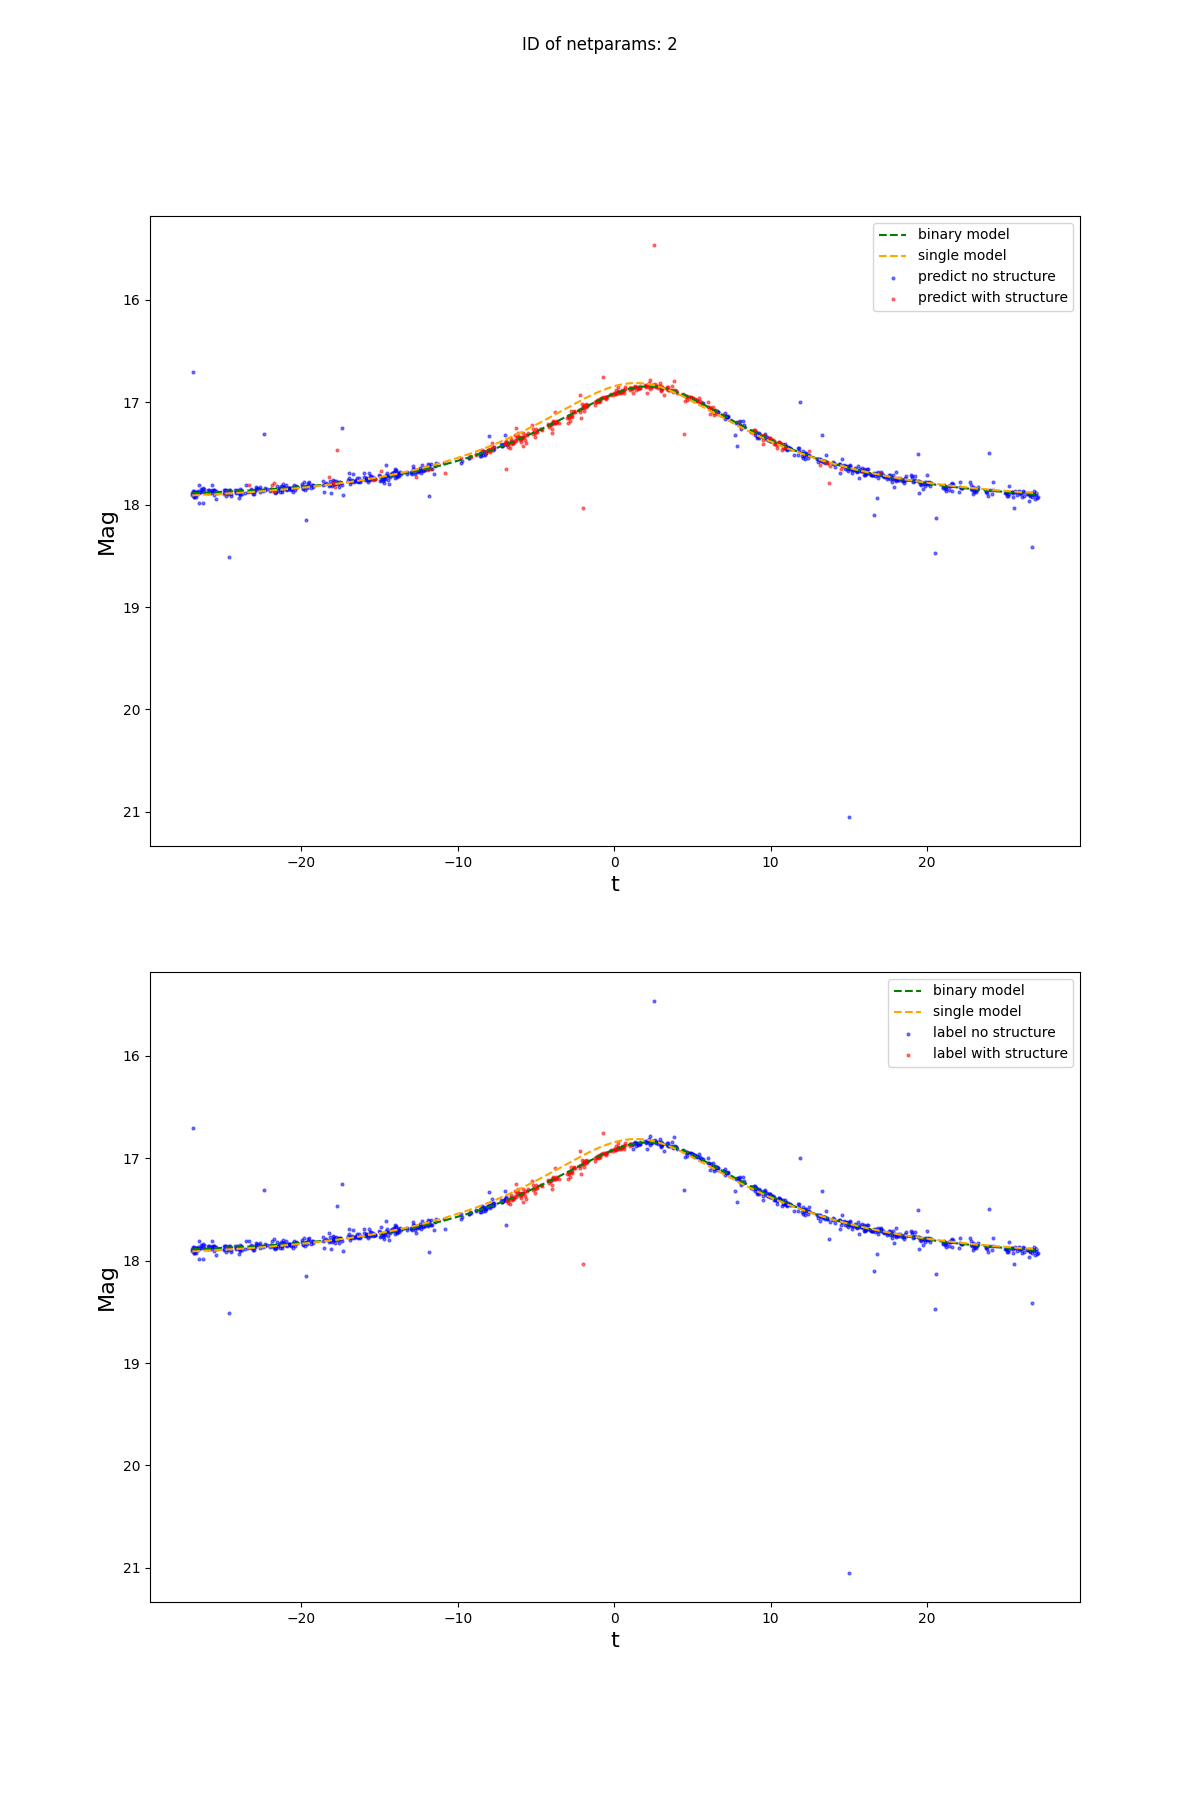 ID of netparams: 2
binary model
single model
predict no structure
predict with structure
16
17
18
19
20
21
Mag
−20
−10
0
10
20
t
binary model
single model
label no structure
label with structure
16
17
18
19
20
21
Mag
−20
−10
0
10
20
t